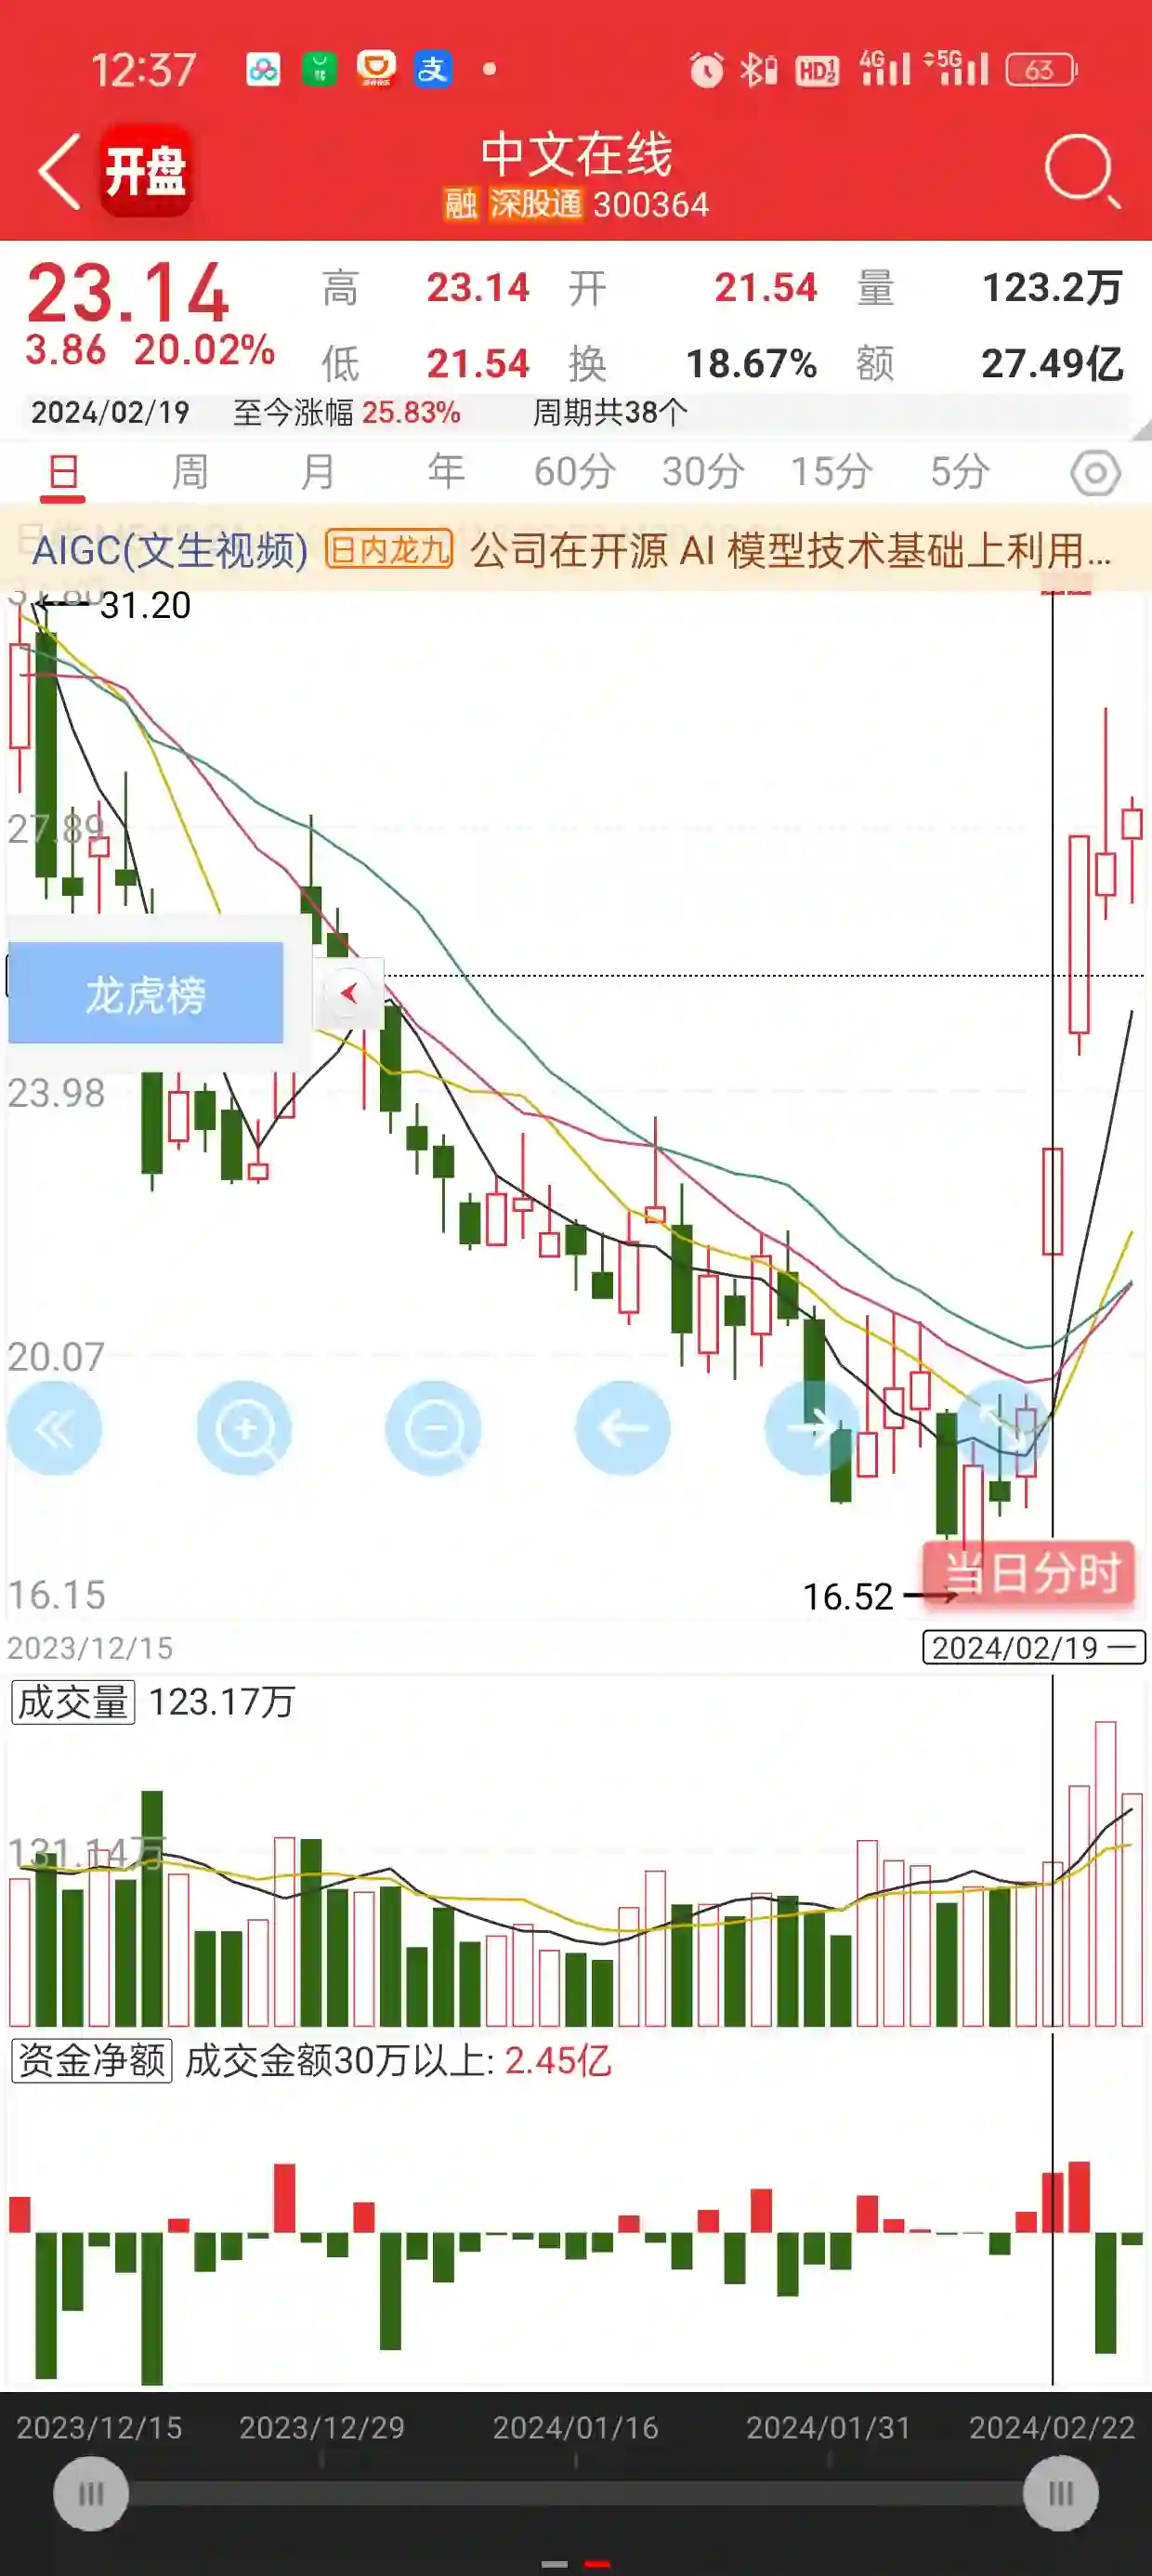 12:37
HD 4G 5G 63
开盘
中文在线
融 深股通 300364
23.14 高 23.14 开 21.54 量 123.2万
3.86 20.02% 低 21.54 换 18.67% 额 27.49亿
2024/02/19 至今涨幅 25.83% 周期共38个
日 周 月 年 60分 30分 15分 5分
AIGC(文生视频) 日内龙九 公司在开源 AI 模型技术基础上利用...
31.80
31.20
27.89
龙虎榜
23.98
20.07
当日分时
16.15
16.52
2023/12/15 2024/02/19 一
成交量 123.17万
131.14万
资金净额 成交金额30万以上: 2.45亿
2023/12/15 2023/12/29 2024/01/16 2024/01/31 2024/02/22